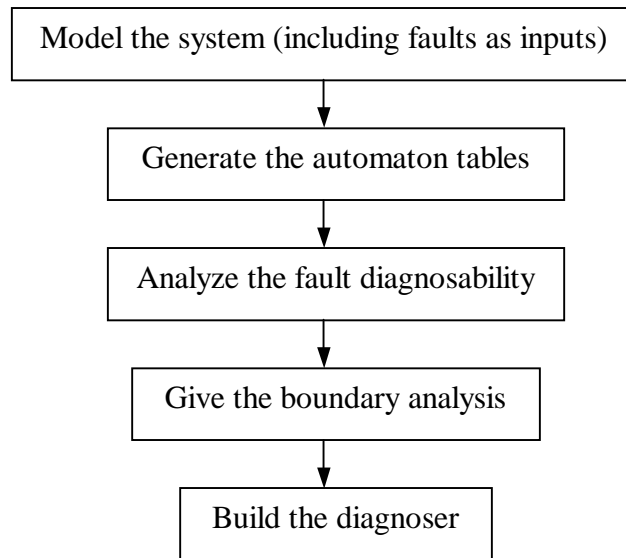 Model the system (including faults as inputs)
Generate the automaton tables
Analyze the fault diagnosability
Give the boundary analysis
Build the diagnoser